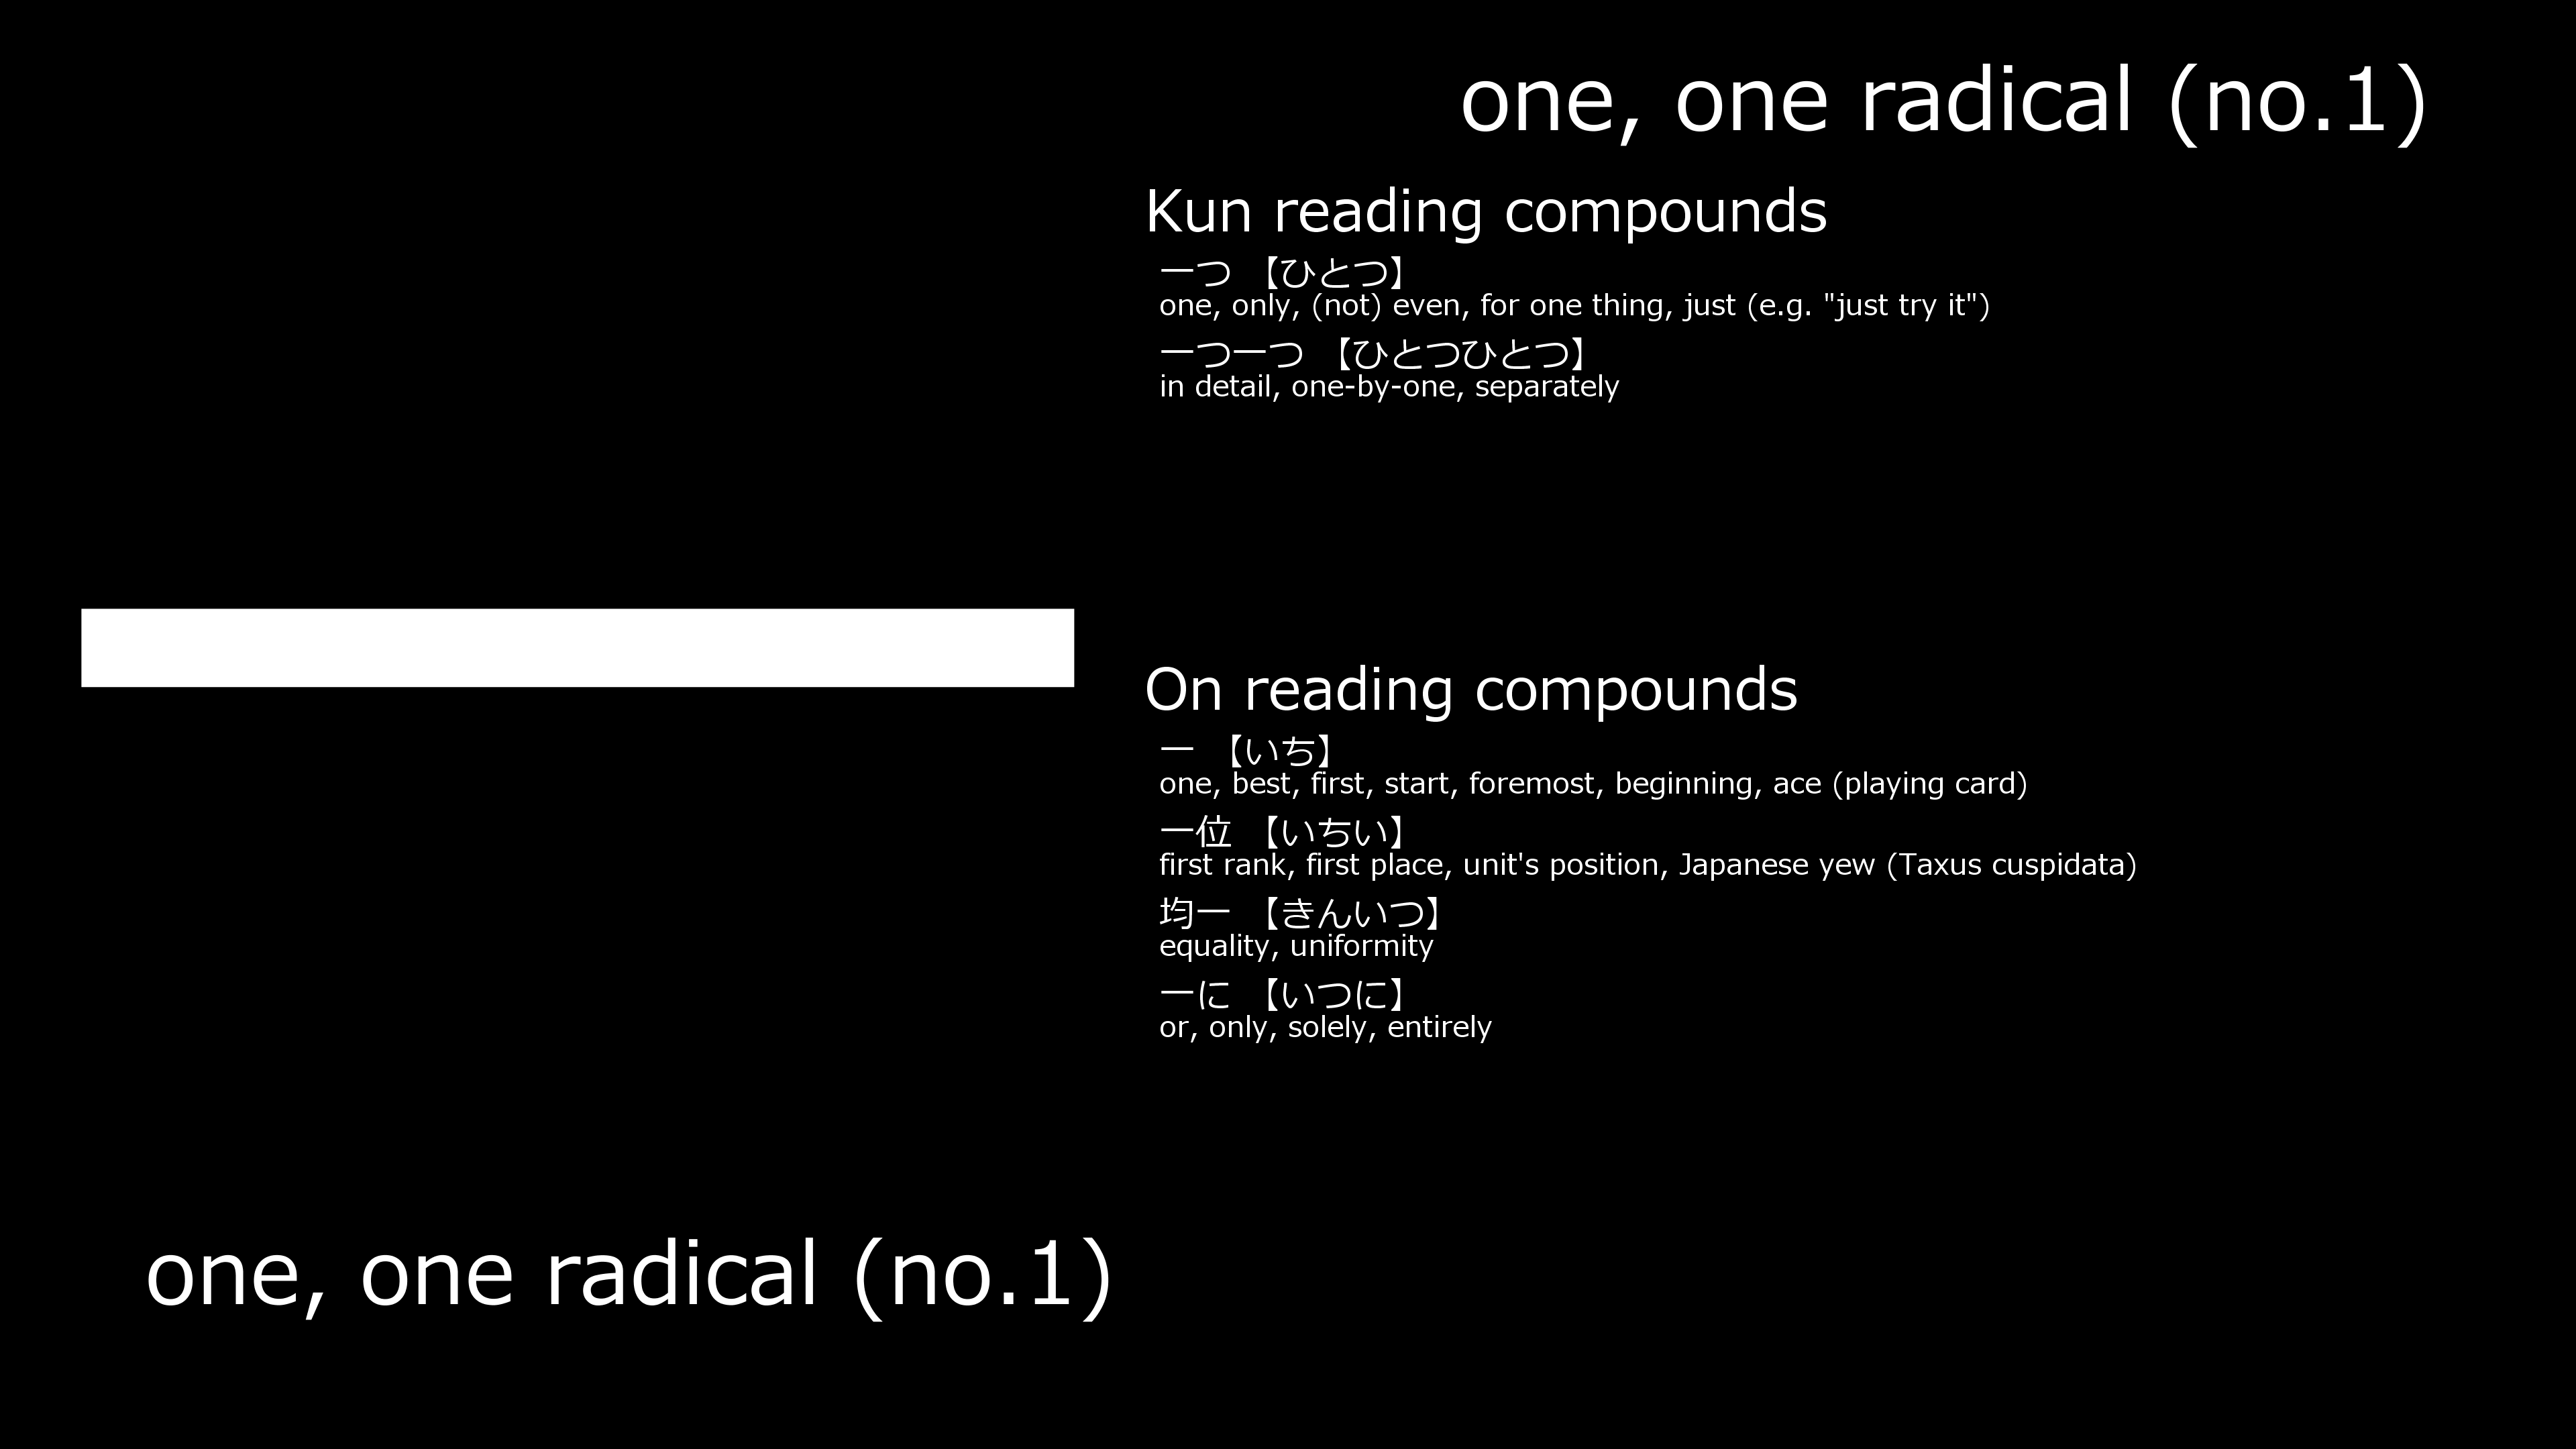 one, one radical (no.1)
一
Kun reading compounds
一つ 【ひとつ】
one, only, (not) even, for one thing, just (e.g. "just try it")
一つ一つ 【ひとつひとつ】
in detail, one-by-one, separately
On reading compounds
一 【いち】
one, best, first, start, foremost, beginning, ace (playing card)
一位 【いちい】
first rank, first place, unit's position, Japanese yew (Taxus cuspidata)
均一 【きんいつ】
equality, uniformity
一に 【いつに】
or, only, solely, entirely
one, one radical (no.1)